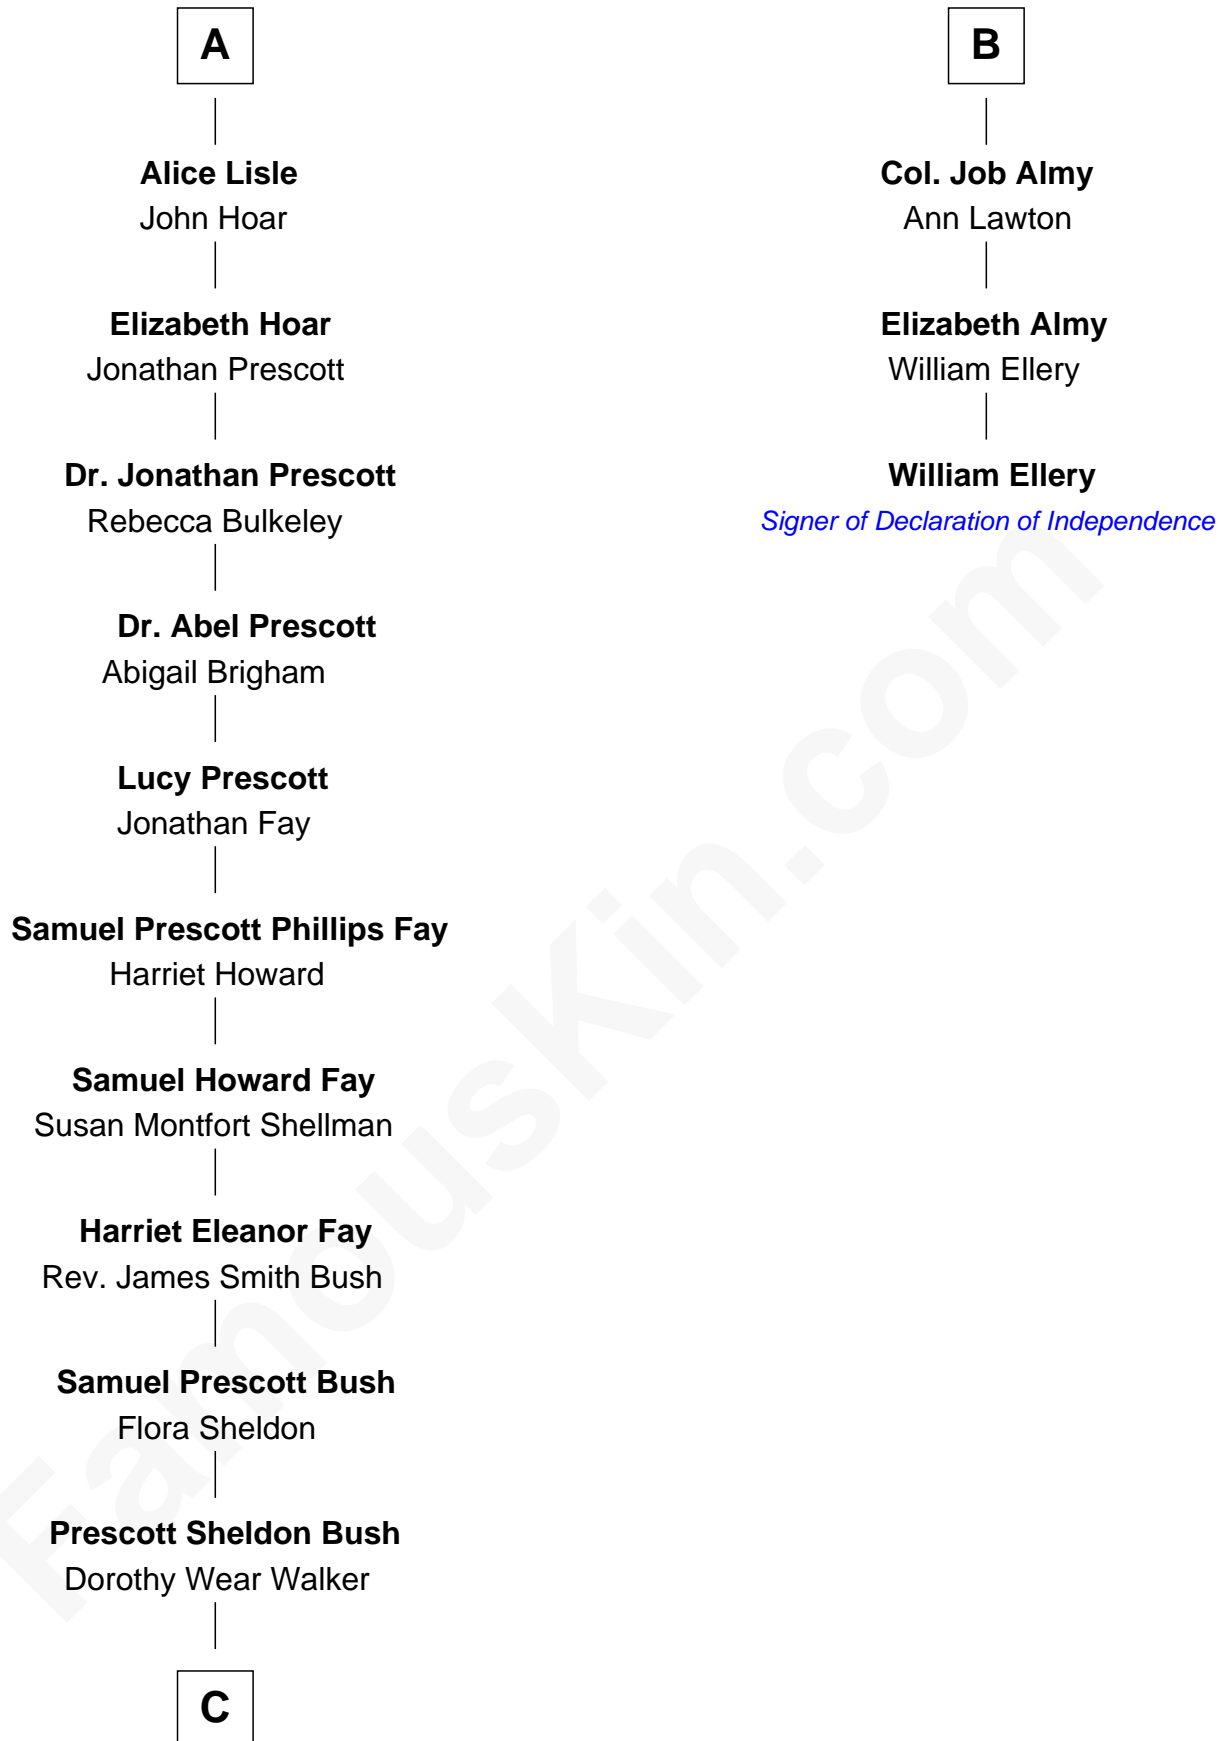 A
Alice Lisle
John Hoar
Elizabeth Hoar
Jonathan Prescott
Dr. Jonathan Prescott
Rebecca Bulkeley
Dr. Abel Prescott
Abigail Brigham
Lucy Prescott
Jonathan Fay
Samuel Prescott Phillips Fay
Harriet Howard
Samuel Howard Fay
Susan Montfort Shellman
Harriet Eleanor Fay
Rev. James Smith Bush
Samuel Prescott Bush
Flora Sheldon
Prescott Sheldon Bush
Dorothy Wear Walker
C
B
Col. Job Almy
Ann Lawton
Elizabeth Almy
William Ellery
William Ellery
Signer of Declaration of Independence
FamousKin.com